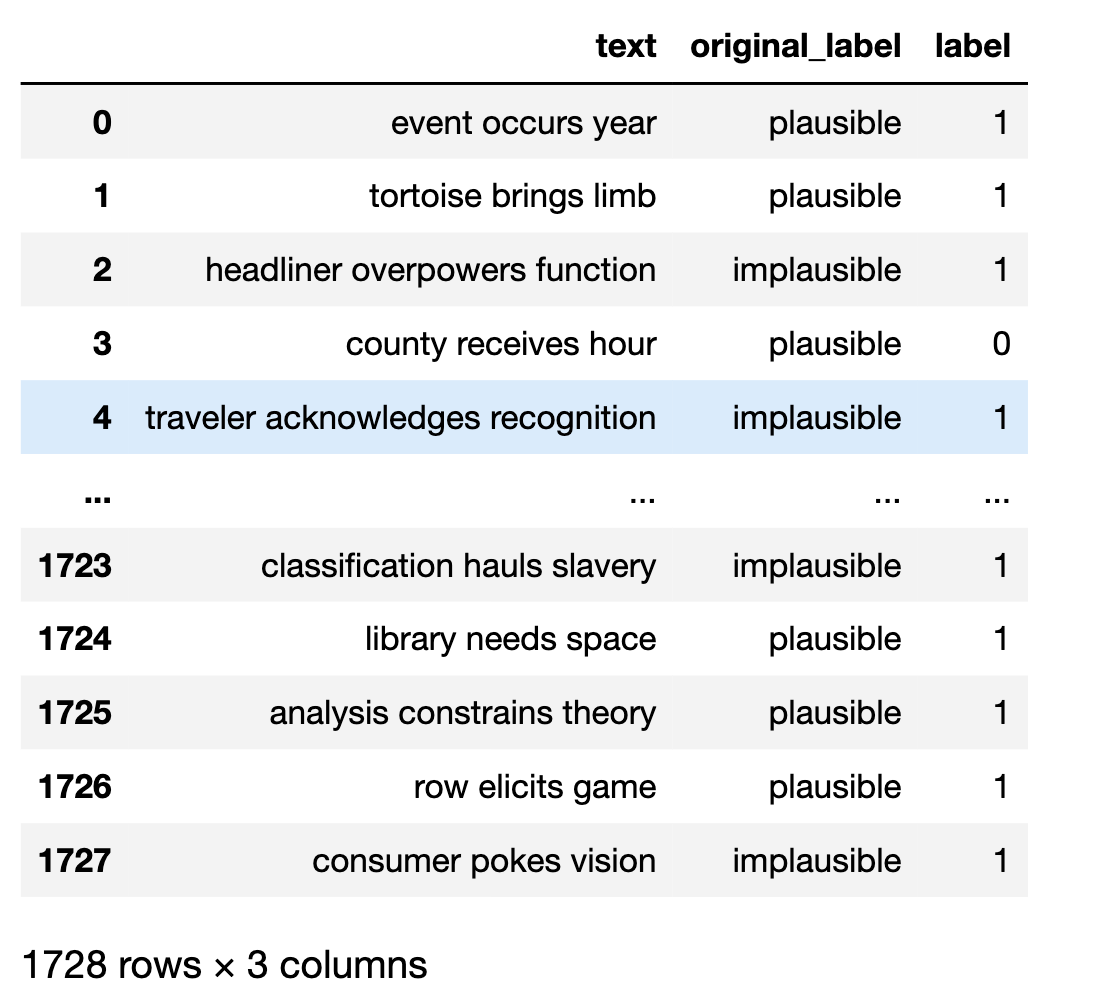 text original_label label
0 event occurs year plausible 1
1 tortoise brings limb plausible 1
2 headliner overpowers function implausible 1
3 county receives hour plausible 0
4 traveler acknowledges recognition implausible 1
... ... ... ...
1723 classification hauls slavery implausible 1
1724 library needs space plausible 1
1725 analysis constrains theory plausible 1
1726 row elicits game plausible 1
1727 consumer pokes vision implausible 1
1728 rows × 3 columns